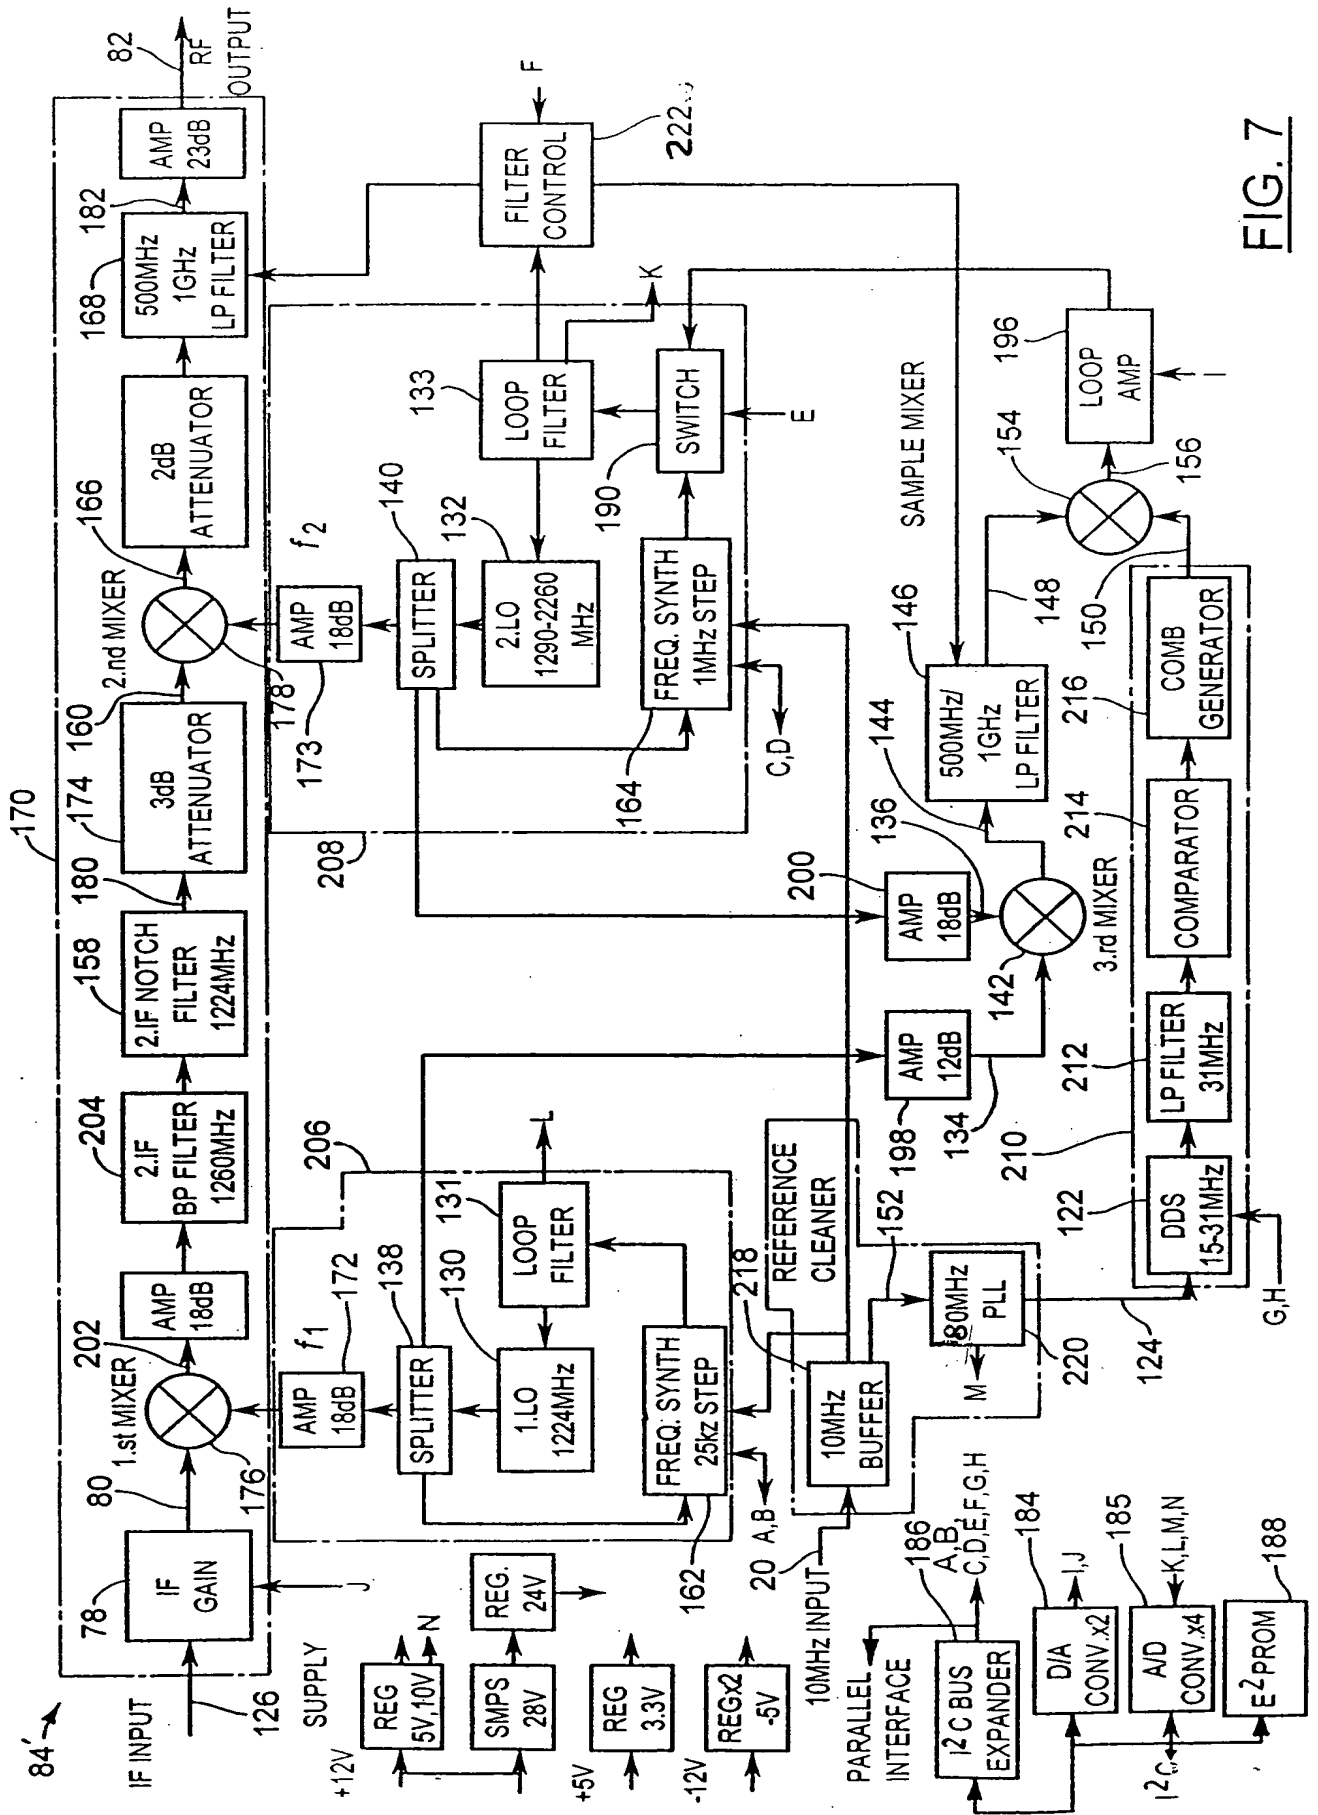 84'
170
IF INPUT
126
78
IF
GAIN
J
80
1.st MIXER
176
202
AMP
18dB
204
2.IF
BP FILTER
1260MHz
158
2.IF NOTCH
FILTER
1224MHz
180
174
3dB
ATTENUATOR
160
2.nd MIXER
178
166
2dB
ATTENUATOR
168
500MHz
1GHz
LP FILTER
182
AMP
23dB
82
RF
OUTPUT
SUPPLY
+12V
REG
5V,10V
N
SMPS
28V
REG.
24V
+5V
REG
3.3V
-12V
REGx2
-5V
f1
AMP
18dB
172
SPLITTER
138
1.LO
1224MHz
130
LOOP
FILTER
131
L
206
FREQ. SYNTH
25kz STEP
162
A,B
208
f2
AMP
18dB
173
SPLITTER
140
2.LO
1290-2260
MHz
132
LOOP
FILTER
133
K
FREQ. SYNTH
1MHz STEP
164
C,D
SWITCH
190
E
FILTER
CONTROL
222
F
10MHz INPUT
20
10MHz
BUFFER
218
REFERENCE
CLEANER
152
80MHz
PLL
M
220
124
AMP
12dB
198
134
AMP
18dB
200
136
142
3.rd MIXER
144
146
500MHz/
1GHz
LP FILTER
148
SAMPLE MIXER
154
150
156
LOOP
AMP
196
I
210
DDS
15-31MHz
122
G,H
LP FILTER
31MHz
212
COMPARATOR
214
COMB
GENERATOR
216
PARALLEL
INTERFACE
I2C BUS
EXPANDER
186
A,B,
C,D,E,F,G,H
D/A
CONV.x2
184
I,J
A/D
CONV.x4
185
K,L,M,N
I2C
E2PROM
188
FIG. 7